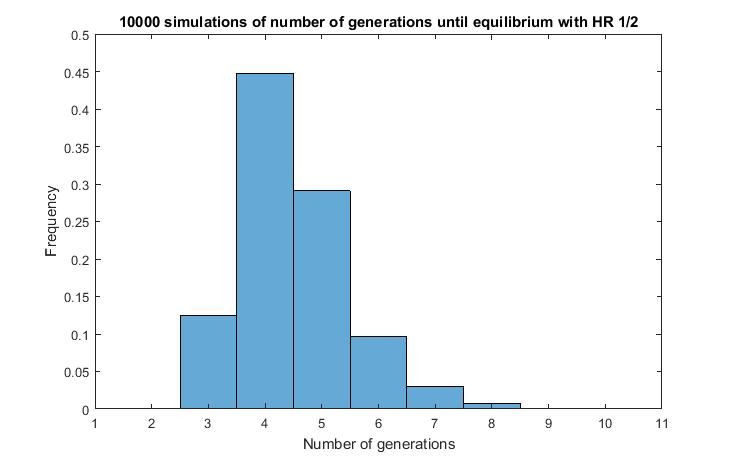 10000 simulations of number of generations until equilibrium with HR 1/2
0.5
0.45
0.4
0.35
0.3
0.25
0.2
0.15
0.1
0.05
0
Frequency
1 2 3 4 5 6 7 8 9 10 11
Number of generations